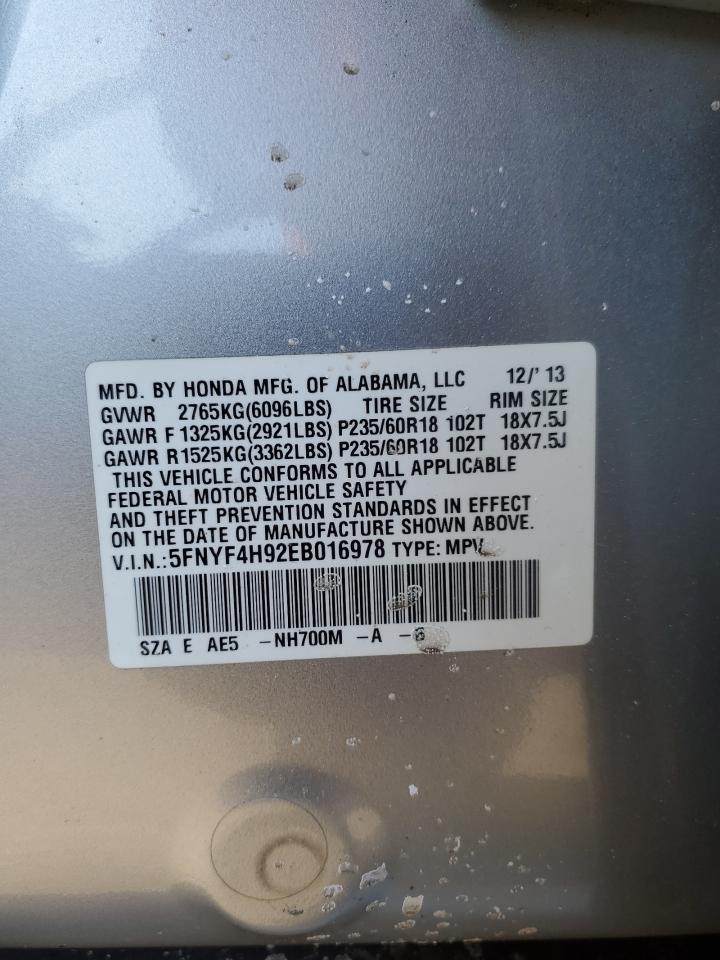 MFD. BY HONDA MFG. OF ALABAMA, LLC 12/'13
GVWR 2765KG(6096LBS) TIRE SIZE RIM SIZE
GAWR F 1325KG(2921LBS) P235/60R18 102T 18X7.5J
GAWR R1525KG(3362LBS) P235/60R18 102T 18X7.5J
THIS VEHICLE CONFORMS TO ALL APPLICABLE
FEDERAL MOTOR VEHICLE SAFETY
AND THEFT PREVENTION STANDARDS IN EFFECT
ON THE DATE OF MANUFACTURE SHOWN ABOVE.
V.I.N.:5FNYF4H92EB016978 TYPE: MPV
SZA E AE5 -NH700M -A -